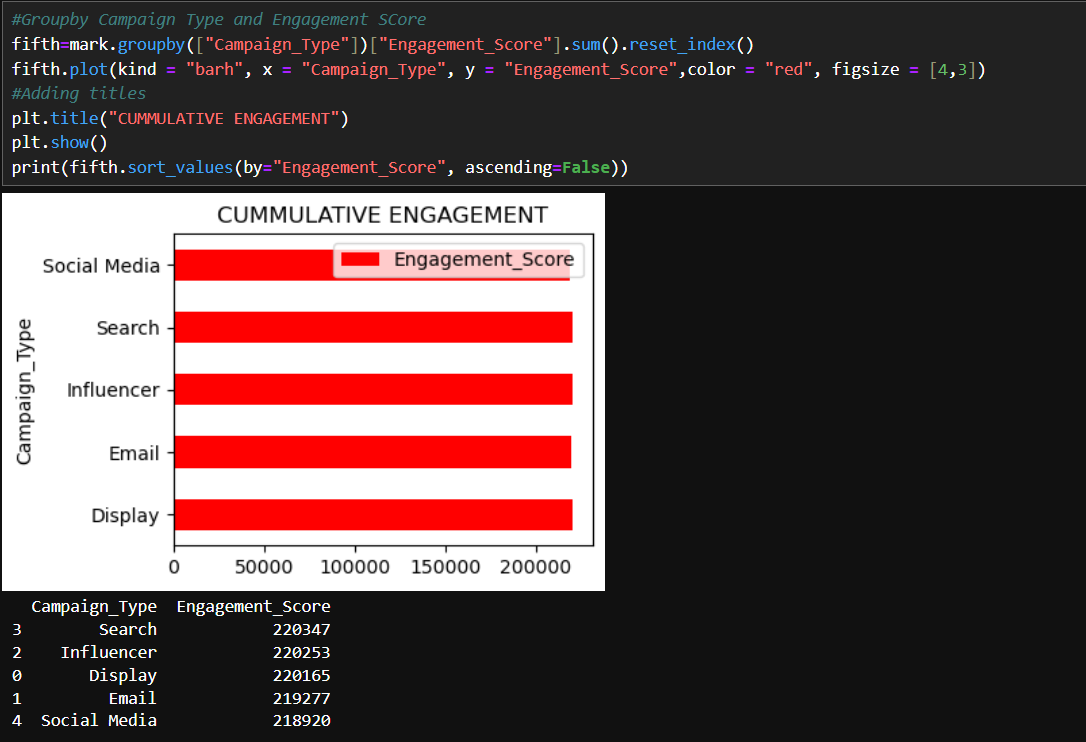 #Groupby Campaign Type and Engagement SCore
fifth=mark.groupby(["Campaign_Type"])["Engagement_Score"].sum().reset_index()
fifth.plot(kind = "barh", x = "Campaign_Type", y = "Engagement_Score",color = "red", figsize = [4,3])
#Adding titles
plt.title("CUMMULATIVE ENGAGEMENT")
plt.show()
print(fifth.sort_values(by="Engagement_Score", ascending=False))
CUMMULATIVE ENGAGEMENT
Engagement_Score
Campaign_Type
Social Media
Search
Influencer
Email
Display
0 50000 100000 150000 200000
Campaign_Type Engagement_Score
3 Search 220347
2 Influencer 220253
0 Display 220165
1 Email 219277
4 Social Media 218920